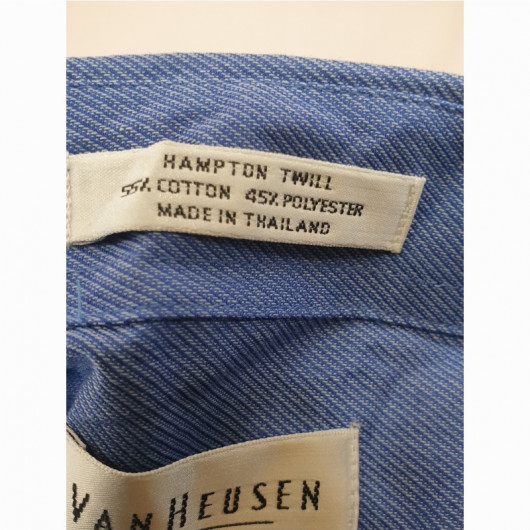 HAMPTON TWILL
55% COTTON 45% POLYESTER
MADE IN THAILAND
VAN HEUSEN